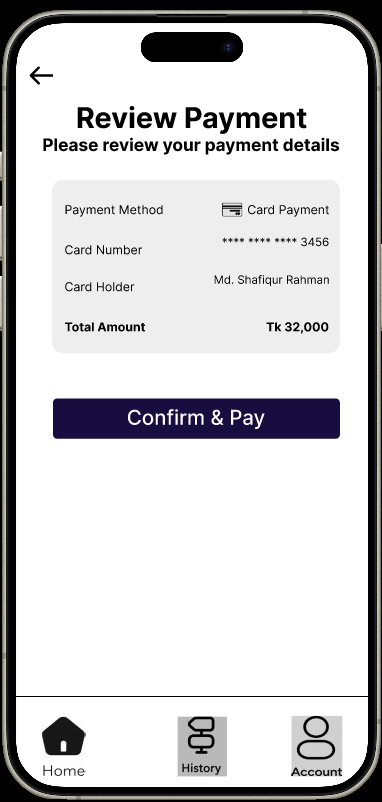 Review Payment
Please review your payment details
Payment Method Card Payment
Card Number **** **** **** 3456
Card Holder Md. Shafiqur Rahman
Total Amount Tk 32,000
Confirm & Pay
Home History Account